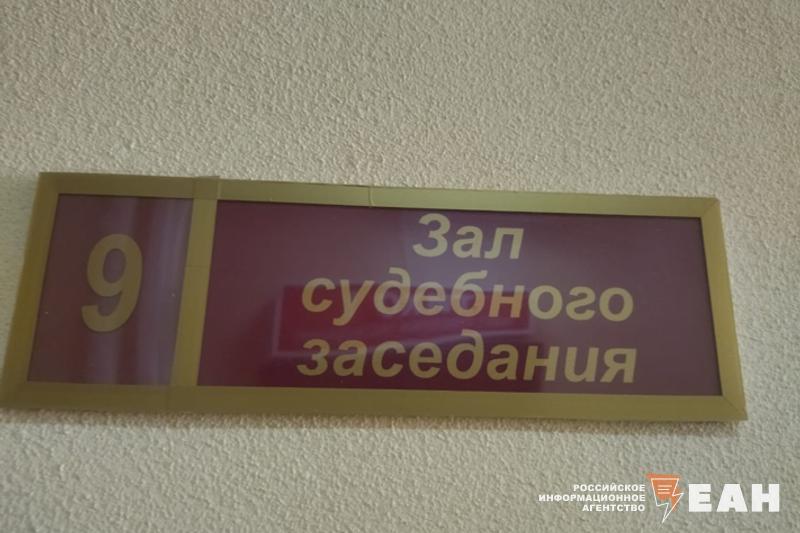 9
Зал
судебного
заседания
РОССИЙСКОЕ
ИНФОРМАЦИОННОЕ
АГЕНТСТВО
ЕАН